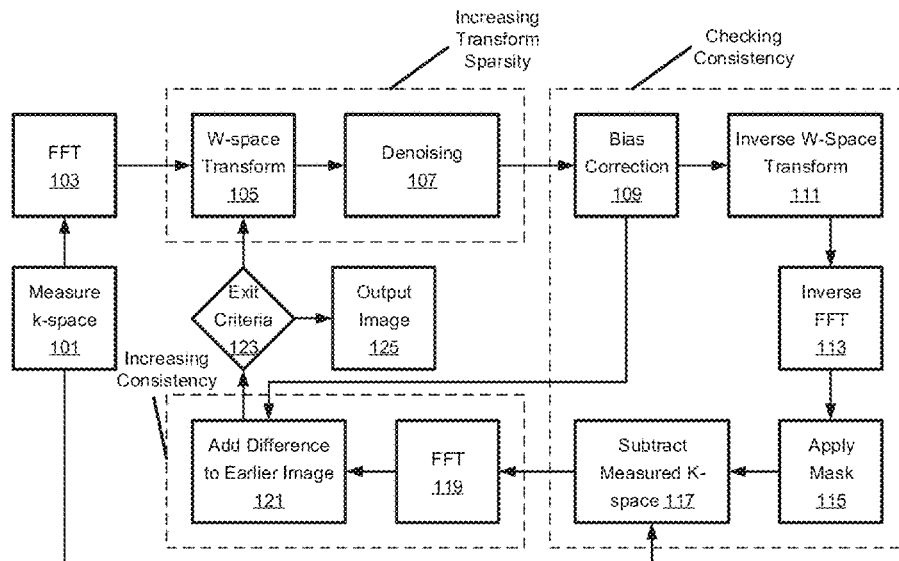 Increasing
Transform
Sparsity
Checking
Consistency
FFT
103
W-space
Transform
105
Denoising
107
Bias
Correction
109
Inverse W-Space
Transform
111
Measure
k-space
101
Exit
Criteria
123
Output
Image
125
Inverse
FFT
113
Increasing
Consistency
Add Difference
to Earlier Image
121
FFT
119
Subtract
Measured K-
space 117
Apply
Mask
115